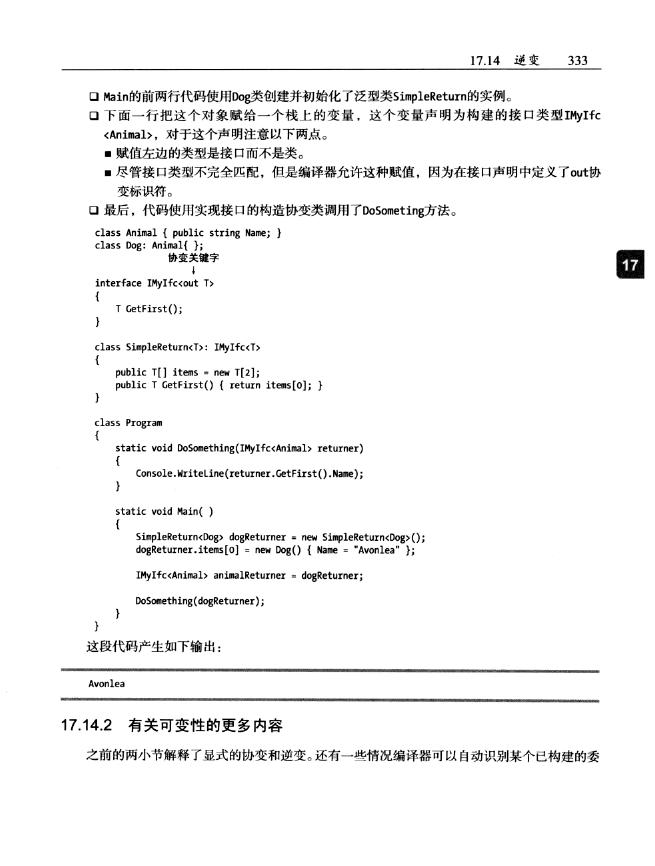 17.14 逆变 333
❑ Main的前两行代码使用Dog类创建并初始化了泛型类SimpleReturn的实例。
❑ 下面一行把这个对象赋给一个栈上的变量，这个变量声明为构建的接口类型IMyIfc
<Animal>，对于这个声明注意以下两点。
■ 赋值左边的类型是接口而不是类。
■ 尽管接口类型不完全匹配，但是编译器允许这种赋值，因为在接口声明中定义了out协
变标识符。
❑ 最后，代码使用实现接口的构造协变类调用了DoSometing方法。
class Animal { public string Name; }
class Dog: Animal{ };
协变关键字
↓
interface IMyIfc<out T>
{
T GetFirst();
}
17
class SimpleReturn<T>: IMyIfc<T>
{
public T[] items = new T[2];
public T GetFirst() { return items[0]; }
}
class Program
{
static void DoSomething(IMyIfc<Animal> returner)
{
Console.WriteLine(returner.GetFirst().Name);
}
static void Main( )
{
SimpleReturn<Dog> dogReturner = new SimpleReturn<Dog>();
dogReturner.items[0] = new Dog() { Name = "Avonlea" };
IMyIfc<Animal> animalReturner = dogReturner;
DoSomething(dogReturner);
}
}
这段代码产生如下输出：
Avonlea
17.14.2 有关可变性的更多内容
之前的两小节解释了显式的协变和逆变。还有一些情况编译器可以自动识别某个已构建的委